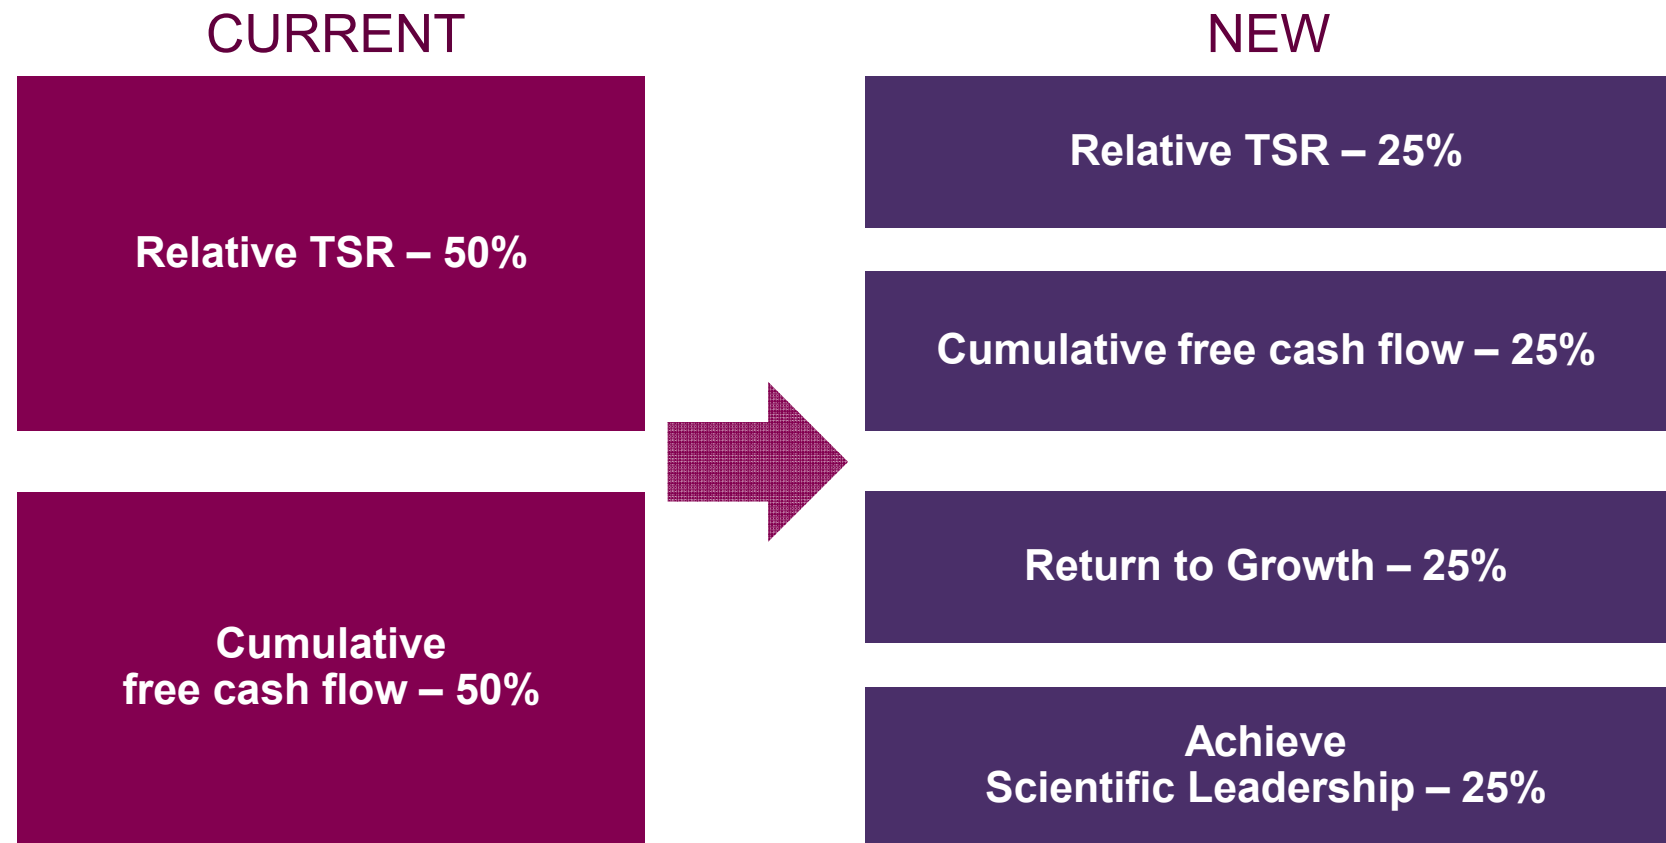 CURRENT
Relative TSR – 50%
Cumulative
free cash flow – 50%
NEW
Relative TSR – 25%
Cumulative free cash flow – 25%
Return to Growth – 25%
Achieve
Scientific Leadership – 25%